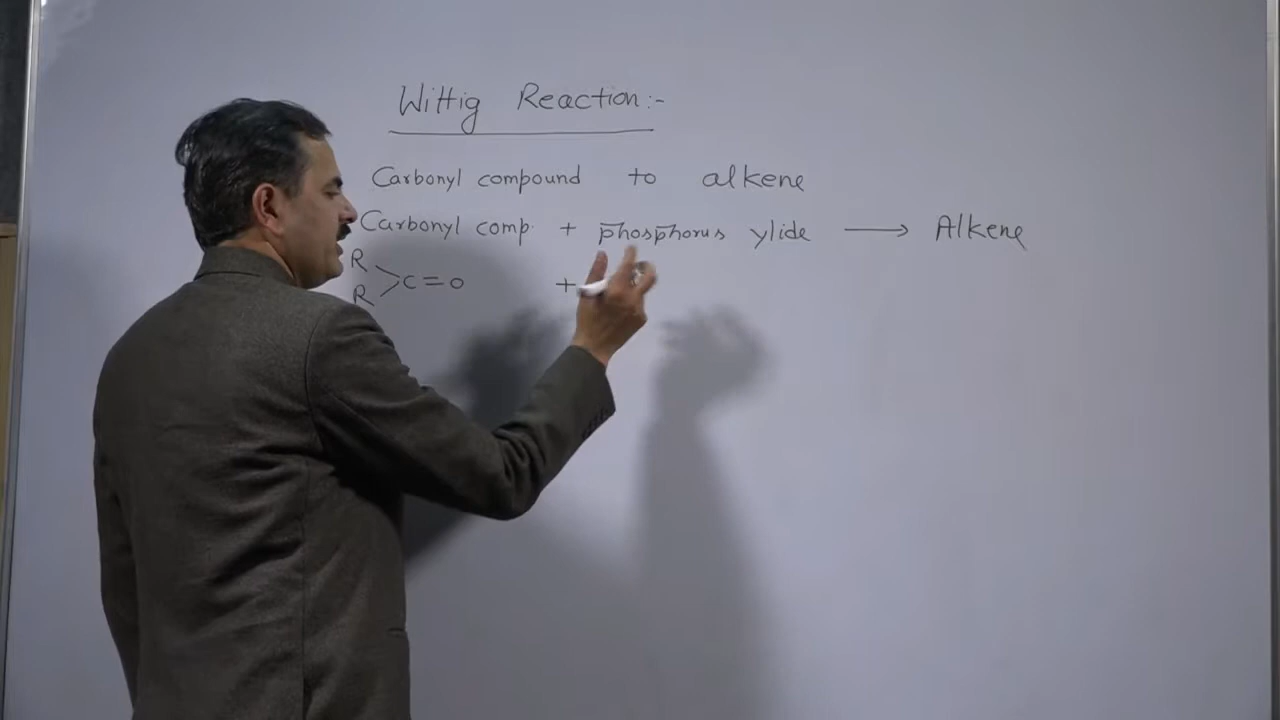 Wittig Reaction:-
Carbonyl compound to alkene
Carbonyl comp. + phosphorus ylide ⟶ Alkene
R
R >C=O +